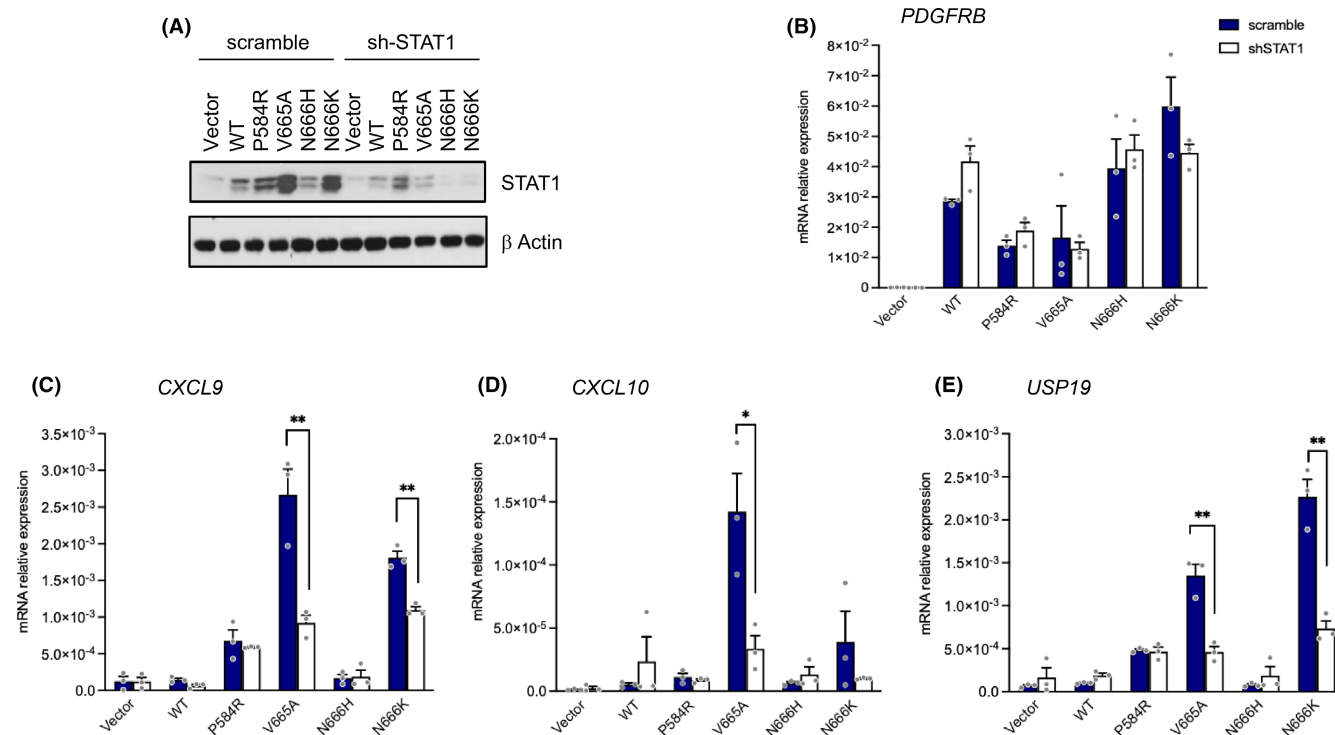 (A)
scramble sh-STAT1
Vector WT P584R V665A N666H N666K Vector WT P584R V665A N666H N666K
STAT1
β Actin
(B)
PDGFRB
scramble
shSTAT1
mRNA relative expression
8×10-2
7×10-2
6×10-2
5×10-2
4×10-2
3×10-2
2×10-2
1×10-2
0
Vector WT P584R V665A N666H N666K
(C)
CXCL9
mRNA relative expression
3.5×10-3
3.0×10-3
2.5×10-3
2.0×10-3
1.5×10-3
1.0×10-3
5.0×10-4
0.0
** **
Vector WT P584R V665A N666H N666K
(D)
CXCL10
mRNA relative expression
2.0×10-4
1.5×10-4
1.0×10-4
5.0×10-5
0.0
*
Vector WT P584R V665A N666H N666K
(E)
USP19
mRNA relative expression
3.0×10-3
2.5×10-3
2.0×10-3
1.5×10-3
1.0×10-3
5.0×10-4
0.0
** **
Vector WT P584R V665A N666H N666K